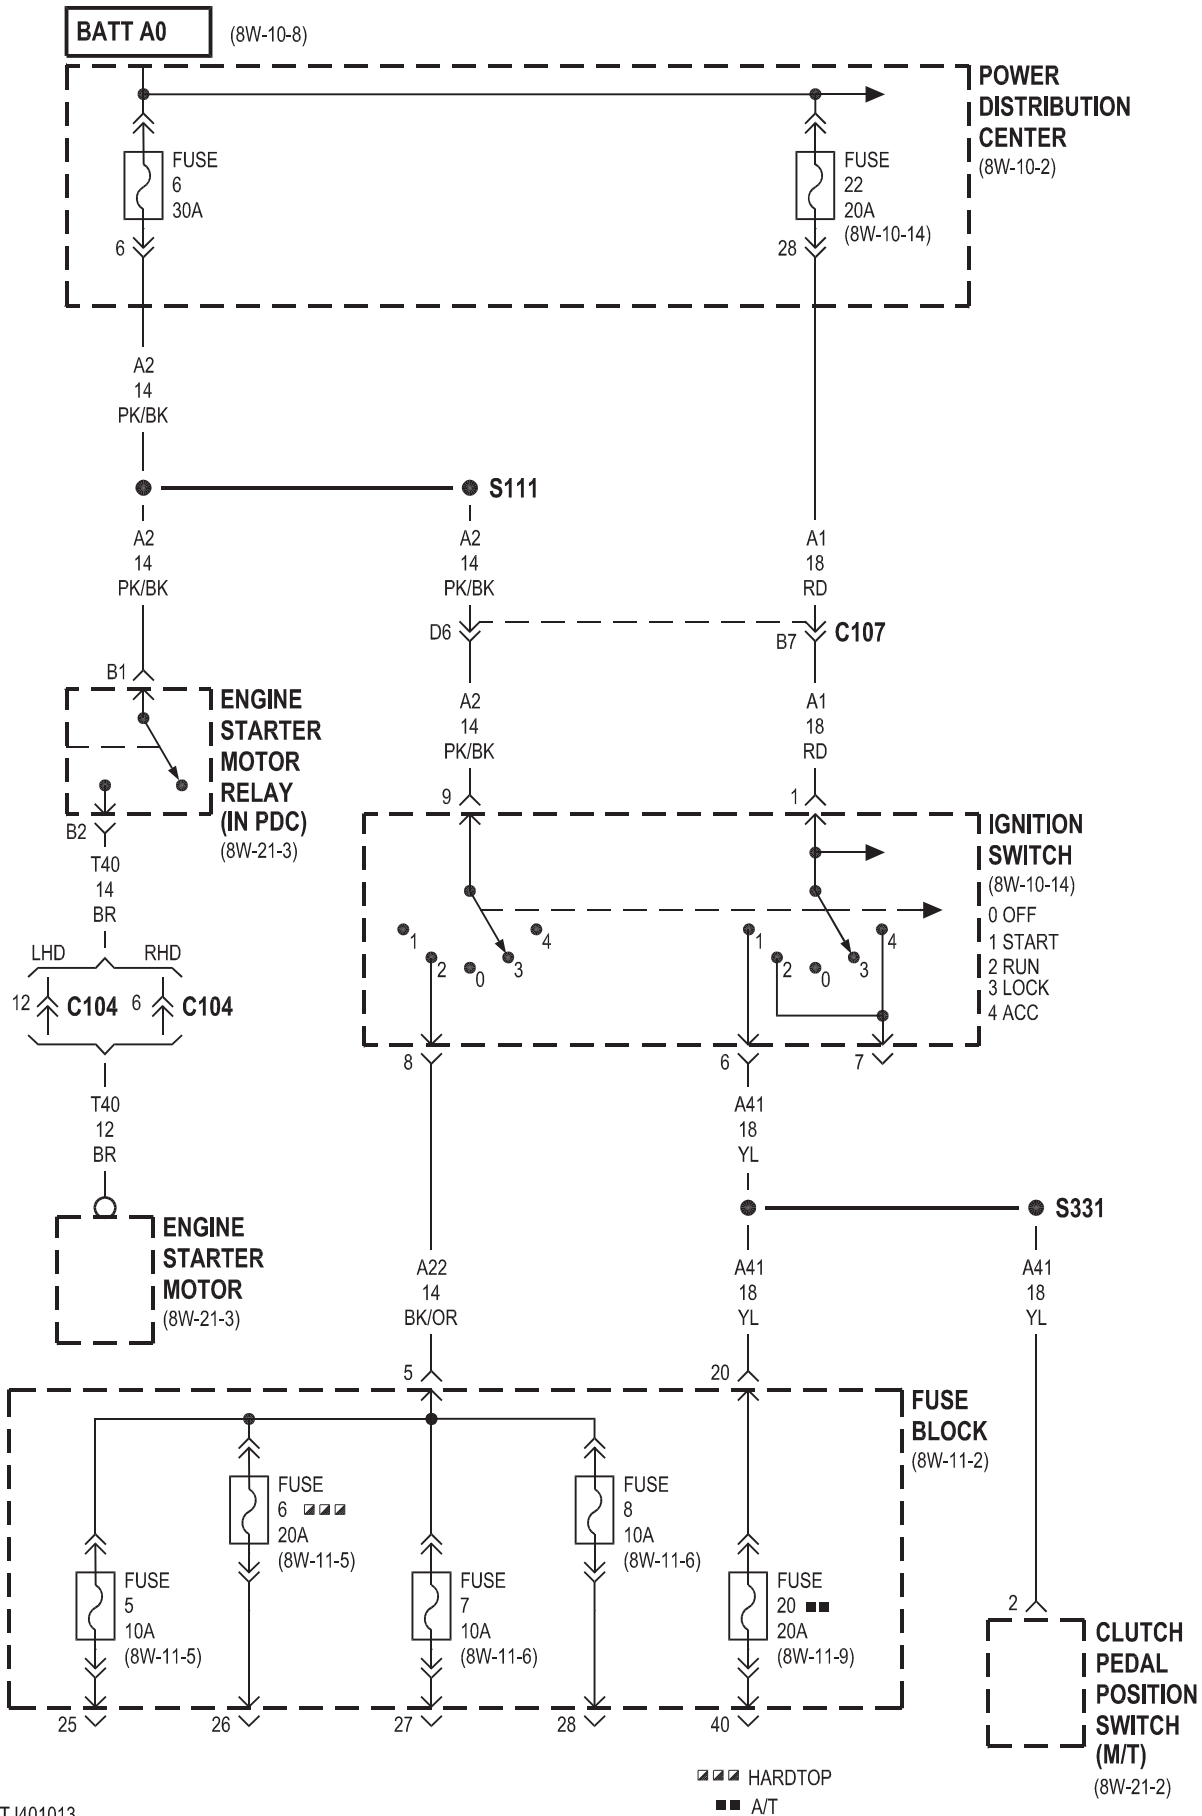 BATT A0
(8W-10-8)
POWER
DISTRIBUTION
CENTER
(8W-10-2)
FUSE
6
30A
6
FUSE
22
20A
(8W-10-14)
28
A2
14
PK/BK
S111
A2
14
PK/BK
A2
14
PK/BK
A1
18
RD
D6
B7
C107
B1
ENGINE
STARTER
MOTOR
RELAY
(IN PDC)
(8W-21-3)
A2
14
PK/BK
A1
18
RD
9
1
B2
T40
14
BR
IGNITION
SWITCH
(8W-10-14)
0 OFF
1 START
2 RUN
3 LOCK
4 ACC
1
2
0
3
4
1
2
0
3
4
LHD
RHD
12
C104
6
C104
8
6
7
T40
12
BR
A41
18
YL
S331
ENGINE
STARTER
MOTOR
(8W-21-3)
A22
14
BK/OR
A41
18
YL
A41
18
YL
5
20
FUSE
BLOCK
(8W-11-2)
FUSE
6
20A
(8W-11-5)
FUSE
8
10A
(8W-11-6)
FUSE
5
10A
(8W-11-5)
FUSE
7
10A
(8W-11-6)
FUSE
20
20A
(8W-11-9)
2
CLUTCH
PEDAL
POSITION
SWITCH
(M/T)
(8W-21-2)
25
26
27
28
40
HARDTOP
A/T